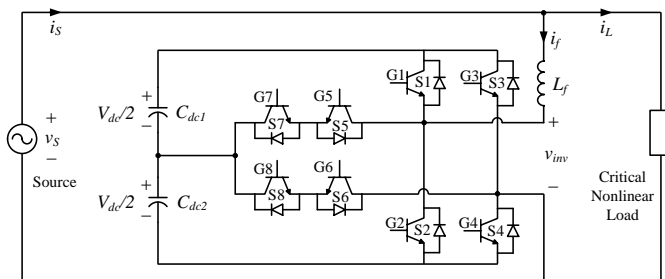 i_S
i_L
i_f
G1
S1
G3
S3
L_f
G7
G5
S7
S5
V_dc/2
+
−
C_dc1
+
v_S
−
Source
G8
G6
S8
S6
+
v_inv
−
V_dc/2
+
−
C_dc2
G2
S2
G4
S4
Critical
Nonlinear
Load